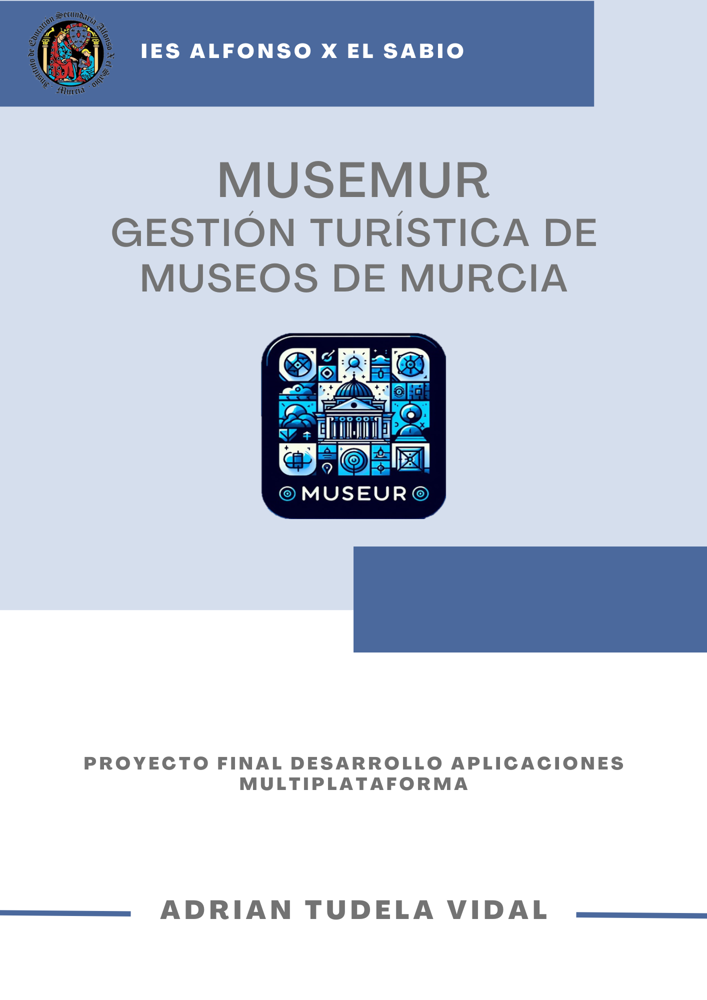 Instituto de Educación Secundaria Alfonso X el Sabio
· Murcia ·
IES ALFONSO X EL SABIO
MUSEMUR
GESTIÓN TURÍSTICA DE
MUSEOS DE MURCIA
MUSEUR
PROYECTO FINAL DESARROLLO APLICACIONES
MULTIPLATAFORMA
ADRIAN TUDELA VIDAL